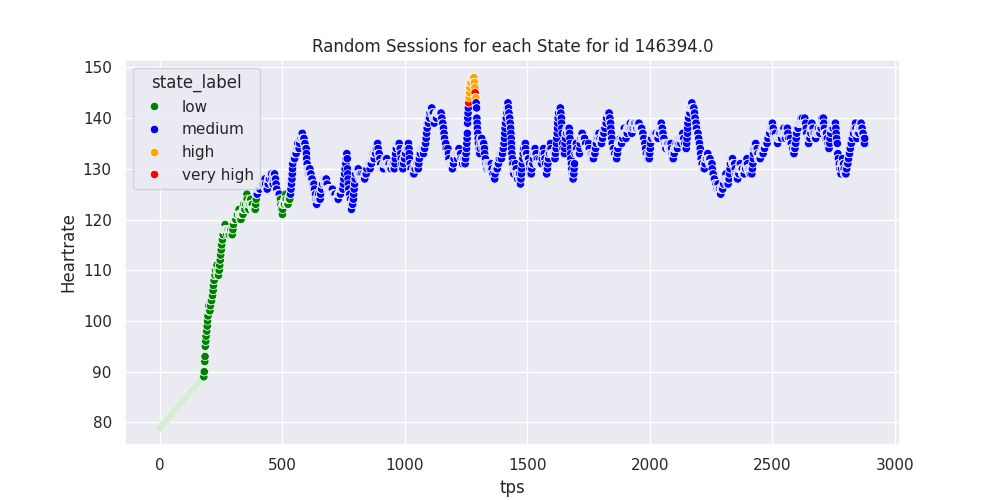 Random Sessions for each State for id 146394.0
150
140
130
120
110
100
90
80
Heartrate
state_label
low
medium
high
very high
0
500
1000
1500
2000
2500
3000
tps